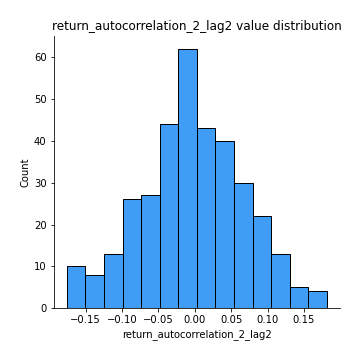 return_autocorrelation_2_lag2 value distribution
60
50
40
30
20
10
0
Count
−0.15 −0.10 −0.05 0.00 0.05 0.10 0.15
return_autocorrelation_2_lag2